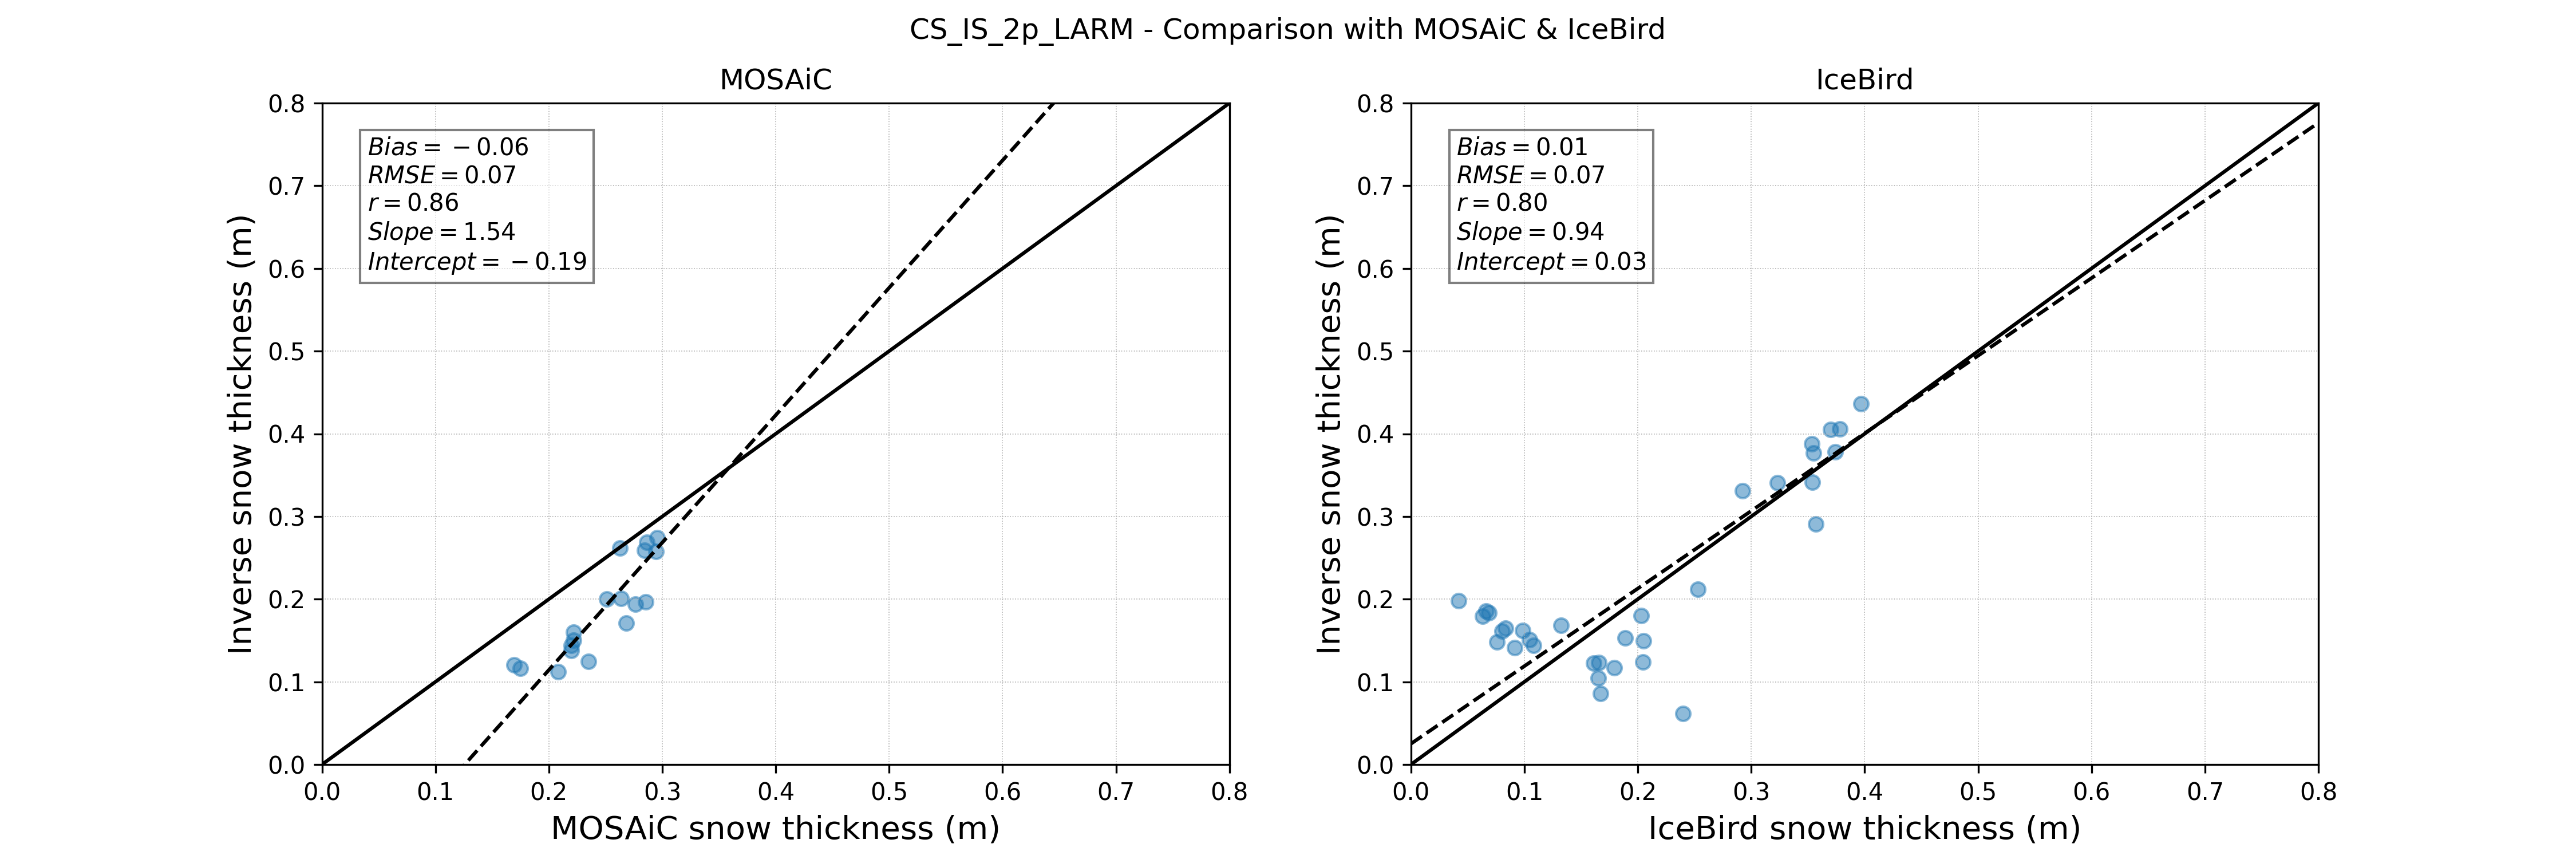 CS_IS_2p_LARM - Comparison with MOSAiC & IceBird
MOSAiC
Bias = − 0.06
RMSE = 0.07
r = 0.86
Slope = 1.54
Intercept = − 0.19
Inverse snow thickness (m)
0.8
0.7
0.6
0.5
0.4
0.3
0.2
0.1
0.0
0.0 0.1 0.2 0.3 0.4 0.5 0.6 0.7 0.8
MOSAiC snow thickness (m)
IceBird
Bias = 0.01
RMSE = 0.07
r = 0.80
Slope = 0.94
Intercept = 0.03
Inverse snow thickness (m)
0.8
0.7
0.6
0.5
0.4
0.3
0.2
0.1
0.0
0.0 0.1 0.2 0.3 0.4 0.5 0.6 0.7 0.8
IceBird snow thickness (m)